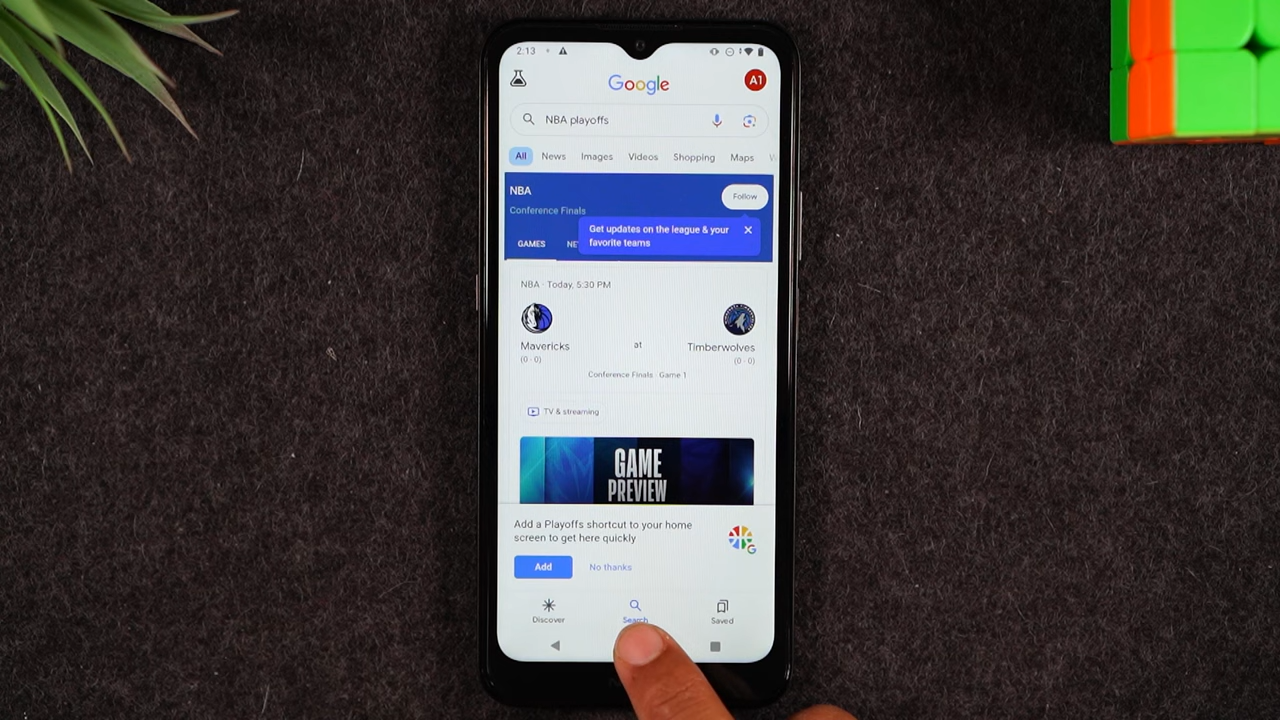 2:13
Google
A1
NBA playoffs
All News Images Videos Shopping Maps
NBA
Follow
Conference Finals
Get updates on the league & your
favorite teams
GAMES NE
NBA · Today, 5:30 PM
Mavericks at Timberwolves
(0 - 0) (0 - 0)
Conference Finals · Game 1
TV & streaming
GAME
PREVIEW
Add a Playoffs shortcut to your home
screen to get here quickly
G
Add No thanks
Discover Search Saved